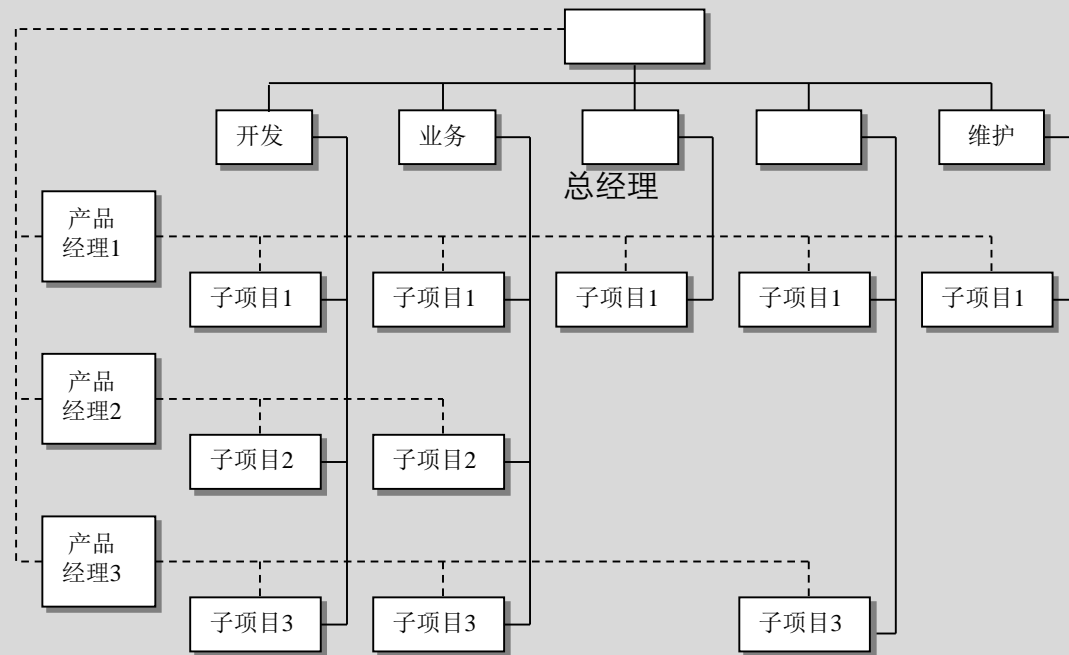 开发
业务
维护
总经理
产品
经理1
子项目1
子项目1
子项目1
子项目1
子项目1
产品
经理2
子项目2
子项目2
产品
经理3
子项目3
子项目3
子项目3